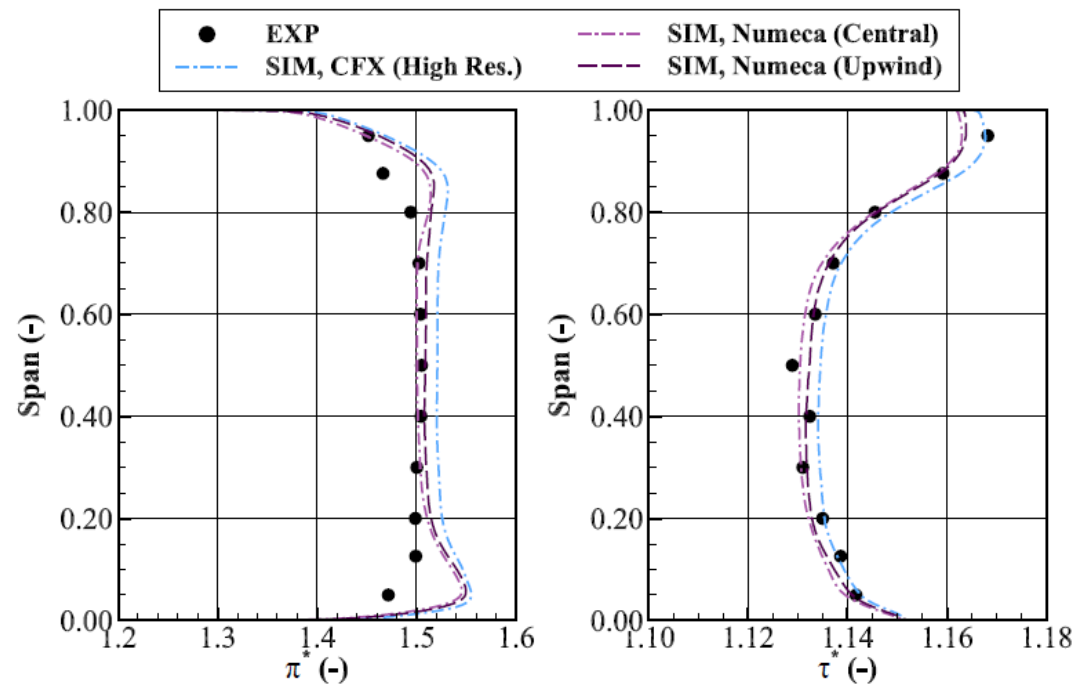 EXP
SIM, CFX (High Res.)
SIM, Numeca (Central)
SIM, Numeca (Upwind)
1.00
0.80
0.60
0.40
0.20
0.00
Span (-)
1.2 1.3 1.4 1.5 1.6
π* (-)
1.00
0.80
0.60
0.40
0.20
0.00
Span (-)
1.10 1.12 1.14 1.16 1.18
τ* (-)